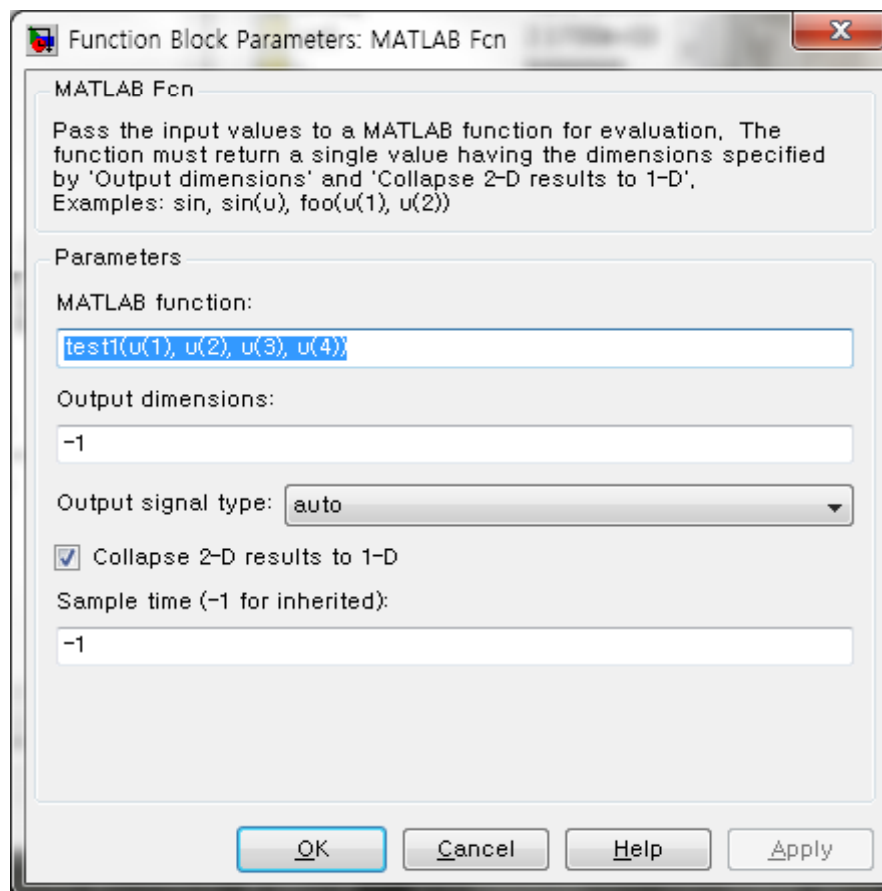 Function Block Parameters: MATLAB Fcn
MATLAB Fcn
Pass the input values to a MATLAB function for evaluation. The
function must return a single value having the dimensions specified
by 'Output dimensions' and 'Collapse 2-D results to 1-D'.
Examples: sin, sin(u), foo(u(1), u(2))
Parameters
MATLAB function:
test1(u(1), u(2), u(3), u(4))
Output dimensions:
-1
Output signal type: auto
Collapse 2-D results to 1-D
Sample time (-1 for inherited):
-1
OK Cancel Help Apply